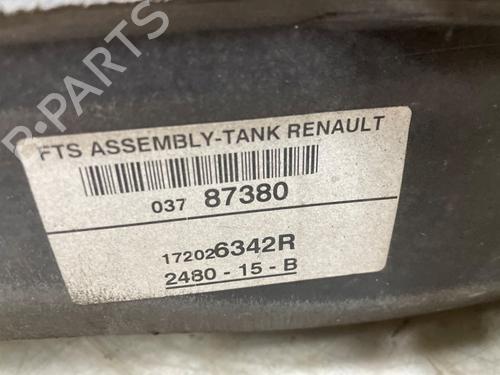 B-PARTS
FTS ASSEMBLY-TANK RENAULT
037 87380
172026342R
2480 - 15 - B